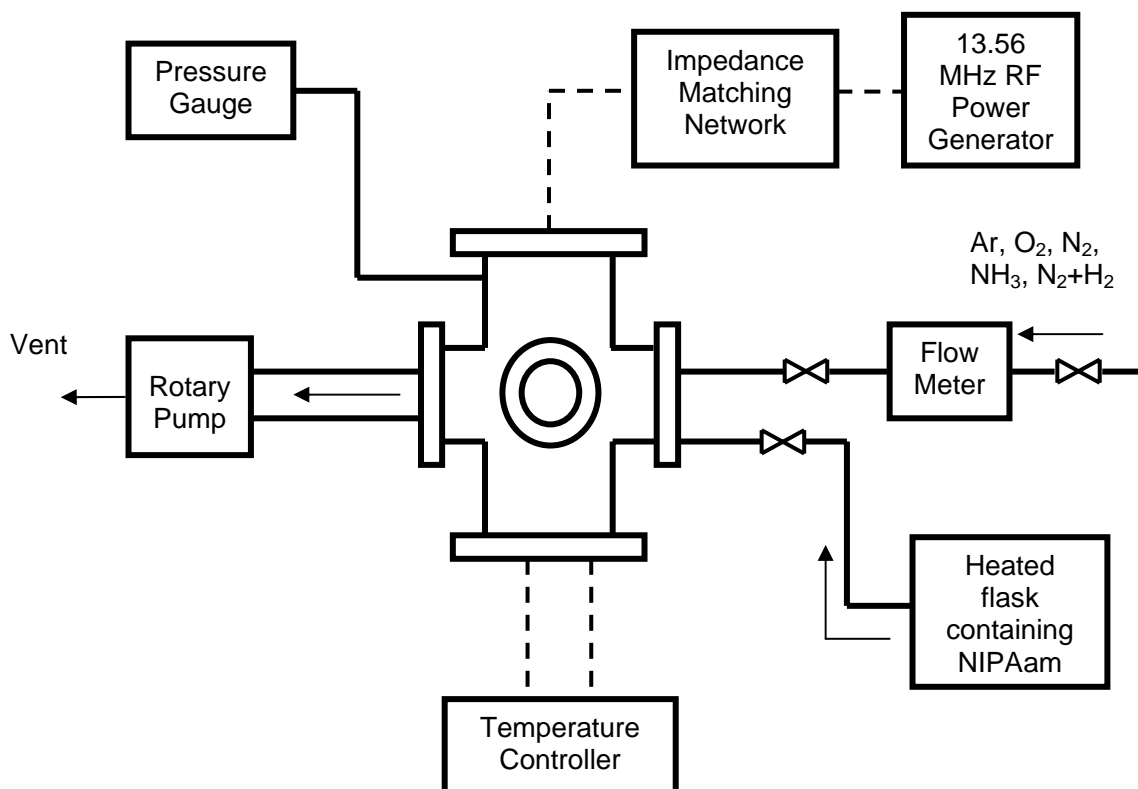 Pressure
Gauge
Impedance
Matching
Network
13.56
MHz RF
Power
Generator
Ar, O₂, N₂,
NH₃, N₂+H₂
Vent
Rotary
Pump
Flow
Meter
Heated
flask
containing
NIPAam
Temperature
Controller